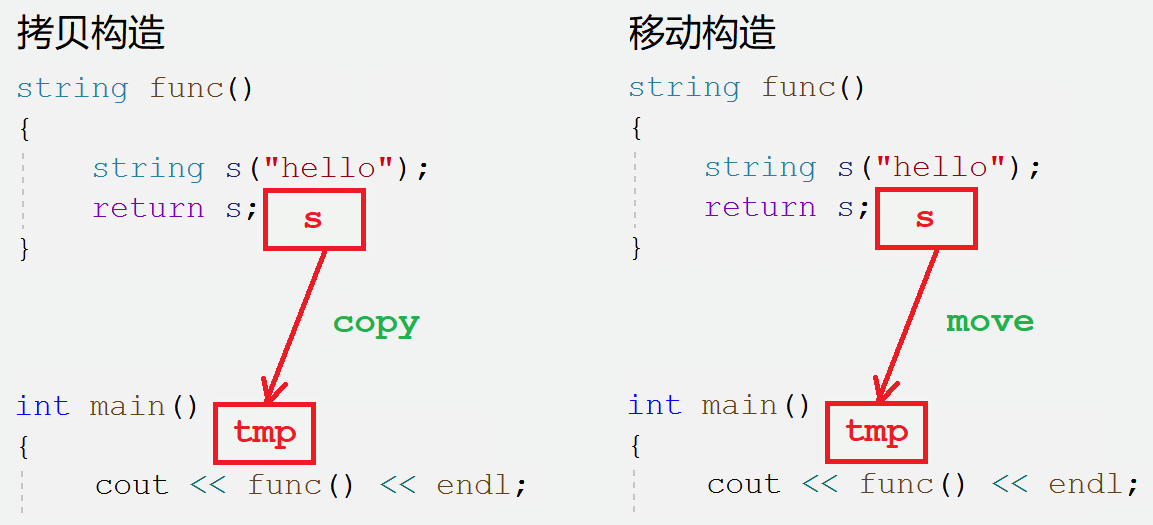 拷贝构造
string func()
{
string s("hello");
return s;
s
}
copy
int main()
tmp
{
cout << func() << endl;
移动构造
string func()
{
string s("hello");
return s;
s
}
move
int main()
tmp
{
cout << func() << endl;